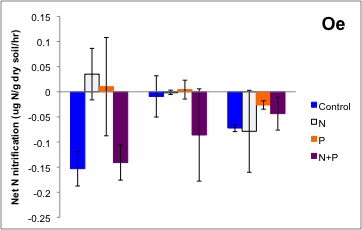 Oe
Net N nitrification (ug N/g dry soil/hr)
0.15
0.1
0.05
0
-0.05
-0.1
-0.15
-0.2
-0.25
Control
N
P
N+P